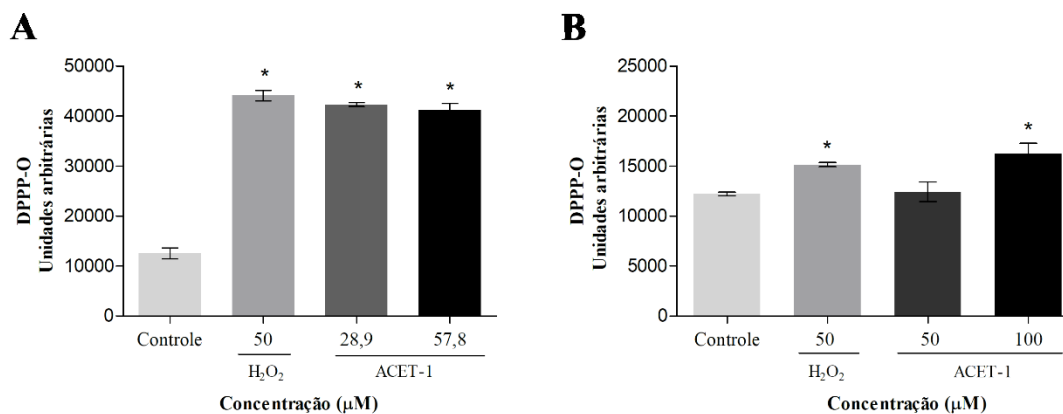 A
DPPP-O
Unidades arbitrárias
50000
40000
30000
20000
10000
0
* * *
Controle 50 28,9 57,8
H₂O₂ ACET-1
Concentração (μM)
B
DPPP-O
Unidades arbitrárias
25000
20000
15000
10000
5000
0
* *
Controle 50 50 100
H₂O₂ ACET-1
Concentração (μM)